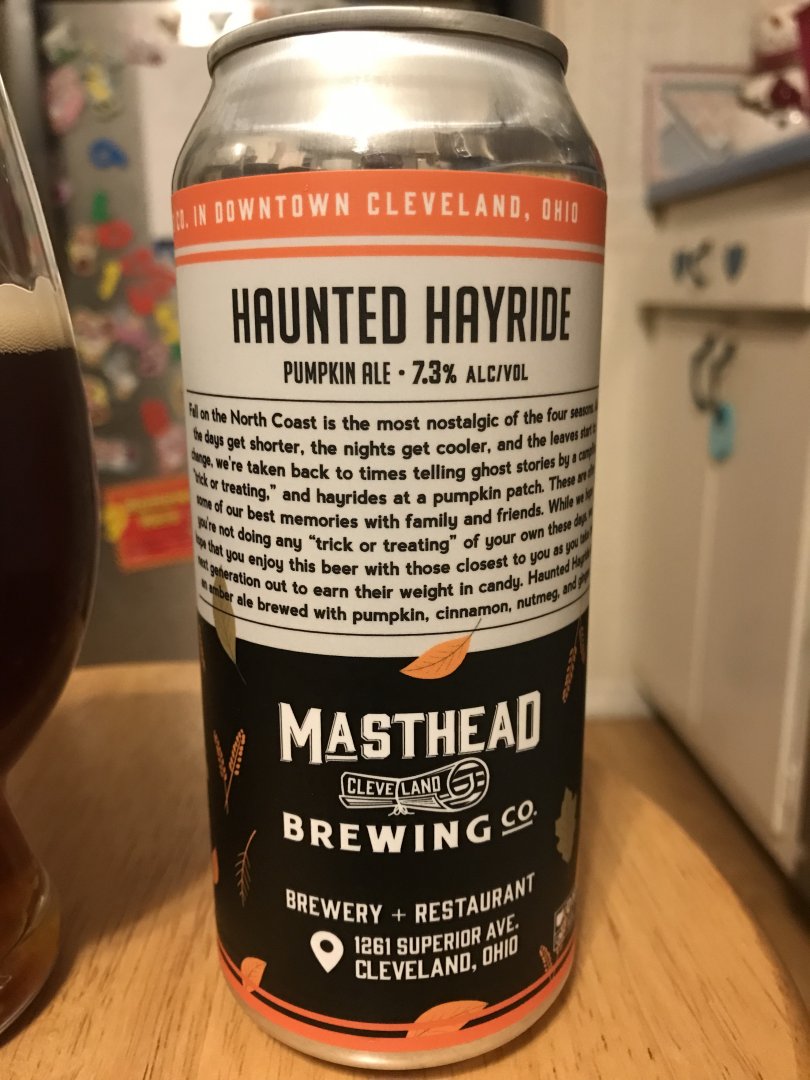 CO. IN DOWNTOWN CLEVELAND, OHIO
HAUNTED HAYRIDE
PUMPKIN ALE • 7.3% ALC/VOL
Fall on the North Coast is the most nostalgic of the four seasons.
the days get shorter, the nights get cooler, and the leaves start
change, we're taken back to times telling ghost stories by a
"trick or treating," and hayrides at a pumpkin patch. These are
some of our best memories with family and friends. While we
you're not doing any "trick or treating" of your own these days,
that you enjoy this beer with those closest to you as you
next generation out to earn their weight in candy. Haunted
an amber ale brewed with pumpkin, cinnamon, nutmeg, and
MASTHEAD
CLEVELAND
BREWING CO.
BREWERY + RESTAURANT
1261 SUPERIOR AVE.
CLEVELAND, OHIO